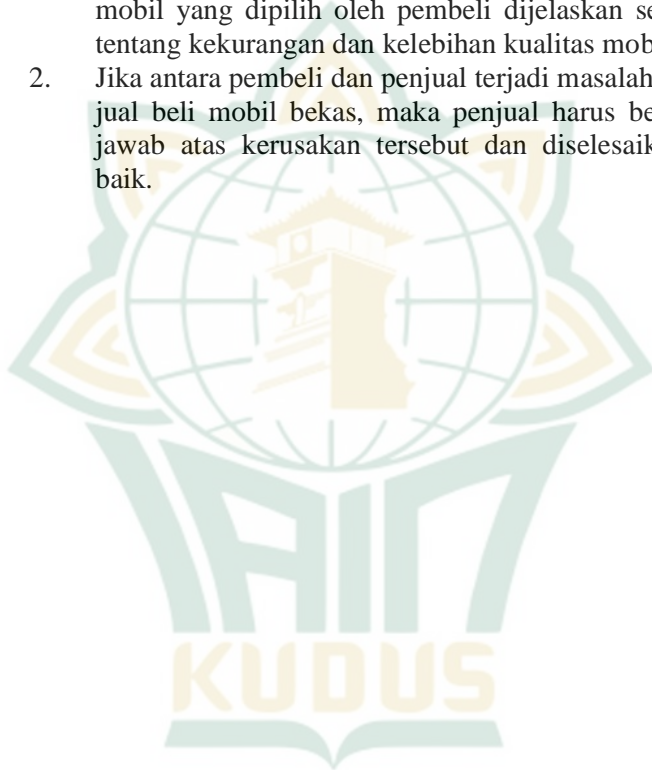 mobil yang dipilih oleh pembeli dijelaskan se
tentang kekurangan dan kelebihan kualitas mob
2. Jika antara pembeli dan penjual terjadi masalah
jual beli mobil bekas, maka penjual harus be
jawab atas kerusakan tersebut dan diselesaik
baik.
IAIN
KUDUS